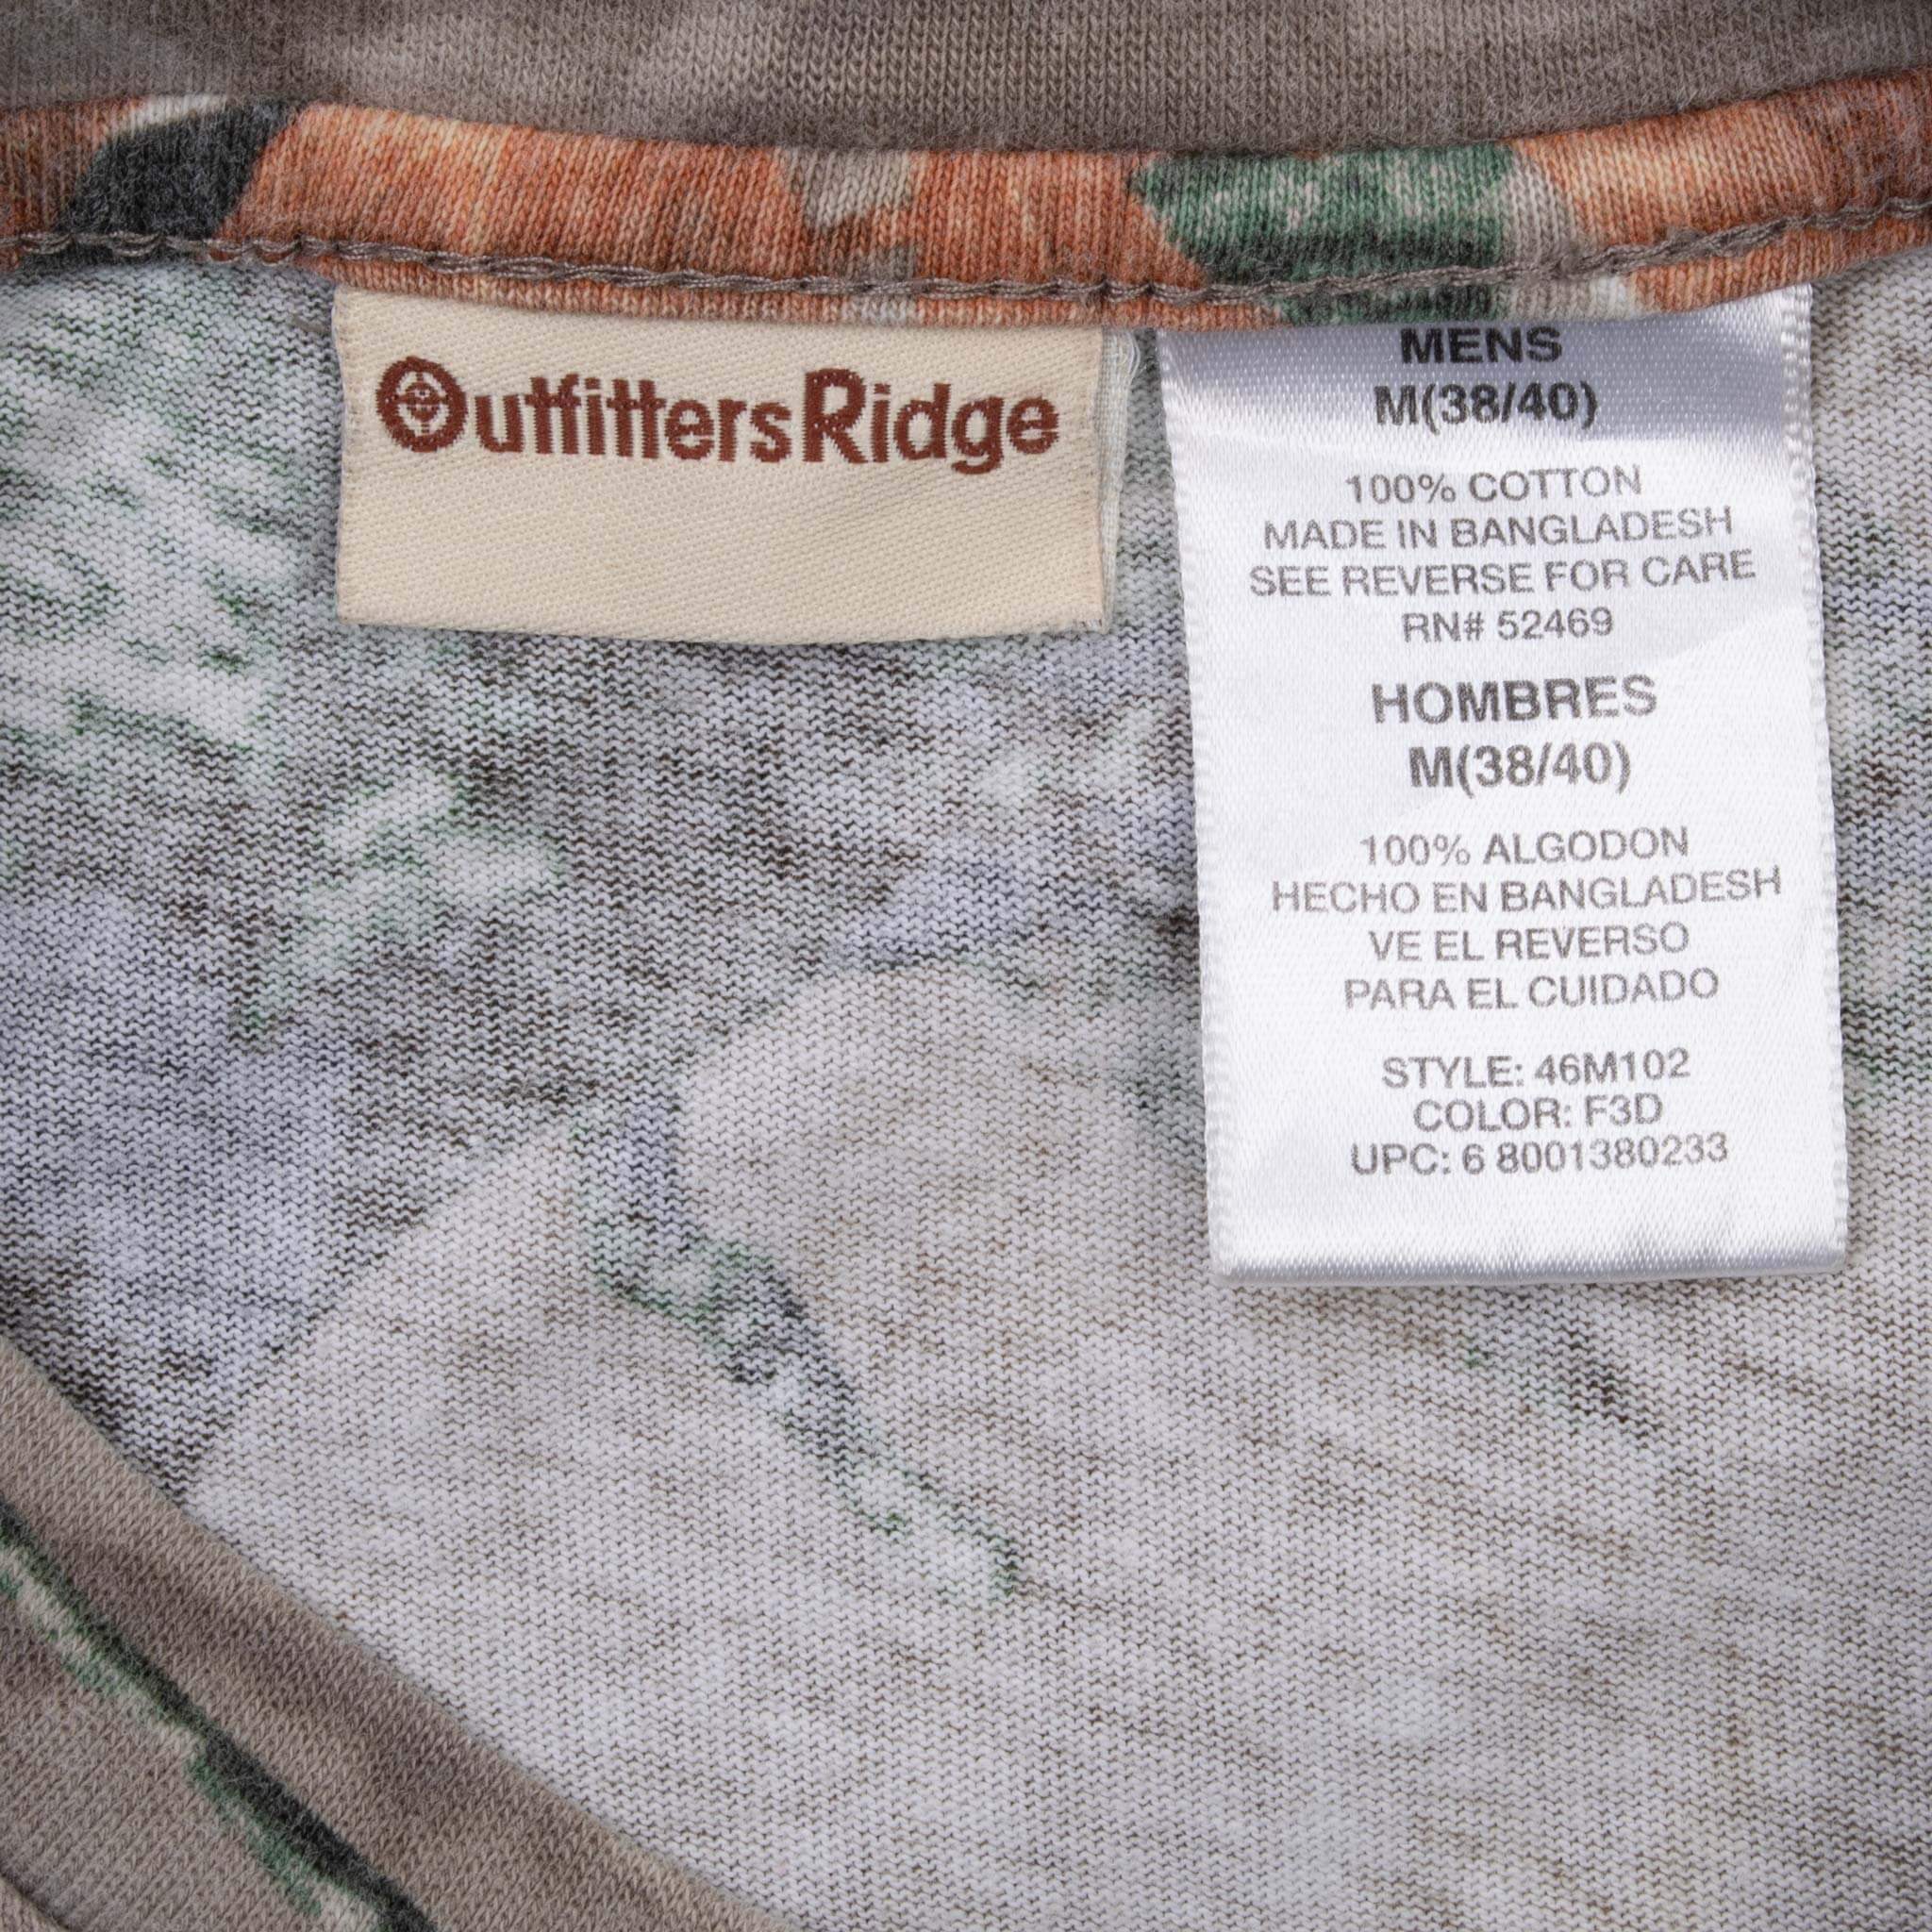 OutfittersRidge
MENS
M(38/40)
100% COTTON
MADE IN BANGLADESH
SEE REVERSE FOR CARE
RN# 52469
HOMBRES
M(38/40)
100% ALGODON
HECHO EN BANGLADESH
VE EL REVERSO
PARA EL CUIDADO
STYLE: 46M102
COLOR: F3D
UPC: 6 8001380233